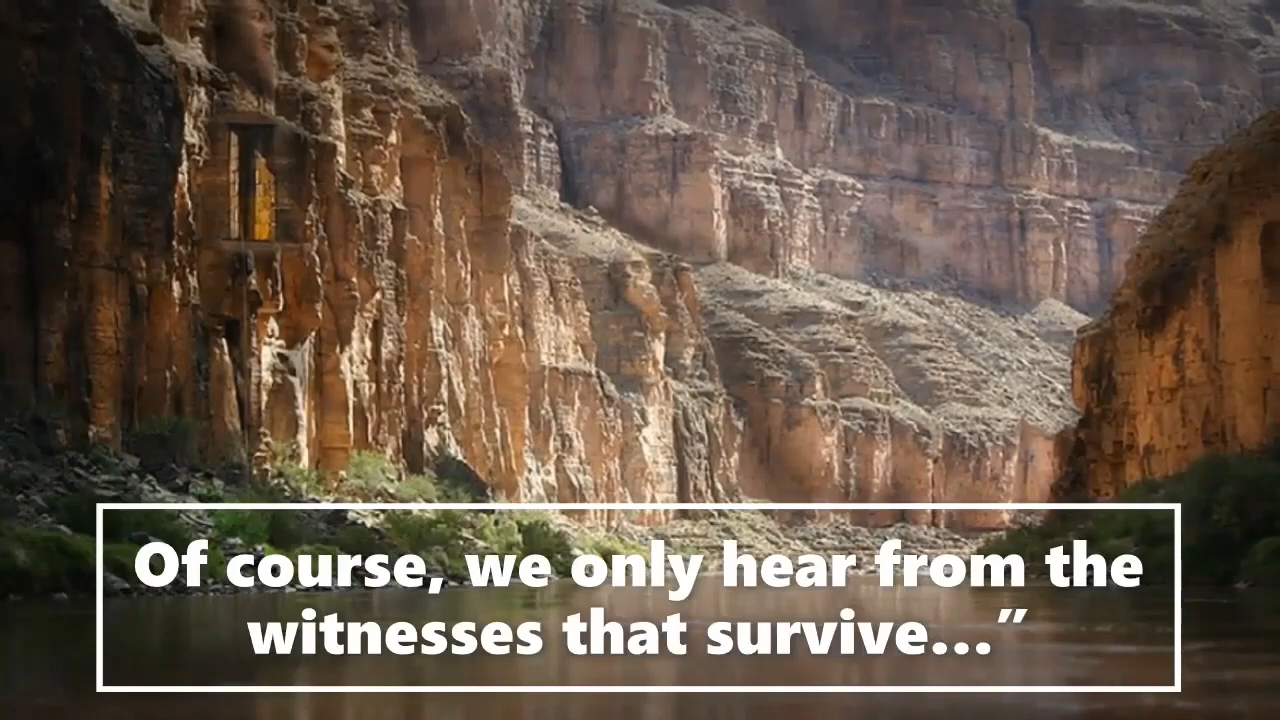 Of course, we only hear from the
witnesses that survive...”